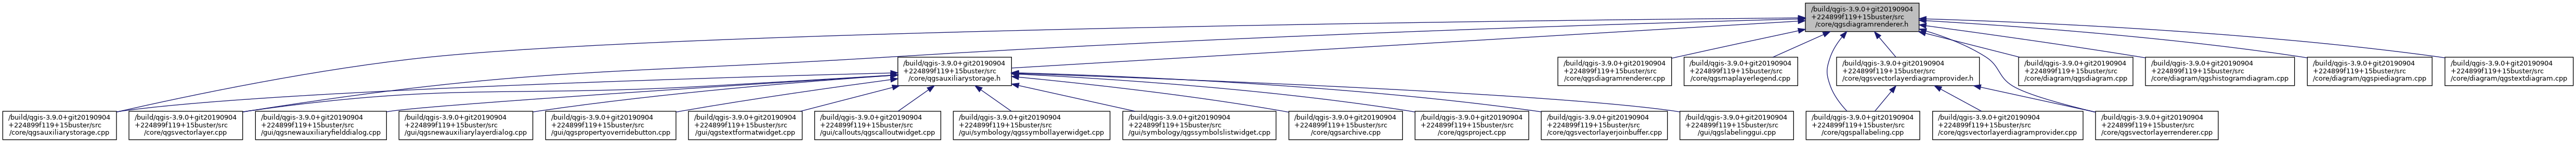 /build/qgis-3.9.0+git20190904
+224899f119+15buster/src
/core/qgsdiagramrenderer.h
/build/qgis-3.9.0+git20190904
+224899f119+15buster/src
/core/qgsauxiliarystorage.h
/build/qgis-3.9.0+git20190904
+224899f119+15buster/src
/core/qgsdiagramrenderer.cpp
/build/qgis-3.9.0+git20190904
+224899f119+15buster/src
/core/qgsmaplayerlegend.cpp
/build/qgis-3.9.0+git20190904
+224899f119+15buster/src
/core/qgsvectorlayerdiagramprovider.h
/build/qgis-3.9.0+git20190904
+224899f119+15buster/src
/core/diagram/qgsdiagram.cpp
/build/qgis-3.9.0+git20190904
+224899f119+15buster/src
/core/diagram/qgshistogramdiagram.cpp
/build/qgis-3.9.0+git20190904
+224899f119+15buster/src
/core/diagram/qgspiediagram.cpp
/build/qgis-3.9.0+git20190904
+224899f119+15buster/src
/core/diagram/qgstextdiagram.cpp
/build/qgis-3.9.0+git20190904
+224899f119+15buster/src
/core/qgsauxiliarystorage.cpp
/build/qgis-3.9.0+git20190904
+224899f119+15buster/src
/core/qgsvectorlayer.cpp
/build/qgis-3.9.0+git20190904
+224899f119+15buster/src
/gui/qgsnewauxiliaryfielddialog.cpp
/build/qgis-3.9.0+git20190904
+224899f119+15buster/src
/gui/qgsnewauxiliarylayerdialog.cpp
/build/qgis-3.9.0+git20190904
+224899f119+15buster/src
/gui/qgspropertyoverridebutton.cpp
/build/qgis-3.9.0+git20190904
+224899f119+15buster/src
/gui/qgstextformatwidget.cpp
/build/qgis-3.9.0+git20190904
+224899f119+15buster/src
/gui/callouts/qgscalloutwidget.cpp
/build/qgis-3.9.0+git20190904
+224899f119+15buster/src
/gui/symbology/qgssymbollayerwidget.cpp
/build/qgis-3.9.0+git20190904
+224899f119+15buster/src
/gui/symbology/qgssymbolslistwidget.cpp
/build/qgis-3.9.0+git20190904
+224899f119+15buster/src
/core/qgsarchive.cpp
/build/qgis-3.9.0+git20190904
+224899f119+15buster/src
/core/qgsproject.cpp
/build/qgis-3.9.0+git20190904
+224899f119+15buster/src
/core/qgsvectorlayerjoinbuffer.cpp
/build/qgis-3.9.0+git20190904
+224899f119+15buster/src
/gui/qgslabelinggui.cpp
/build/qgis-3.9.0+git20190904
+224899f119+15buster/src
/core/qgspallabeling.cpp
/build/qgis-3.9.0+git20190904
+224899f119+15buster/src
/core/qgsvectorlayerdiagramprovider.cpp
/build/qgis-3.9.0+git20190904
+224899f119+15buster/src
/core/qgsvectorlayerrenderer.cpp